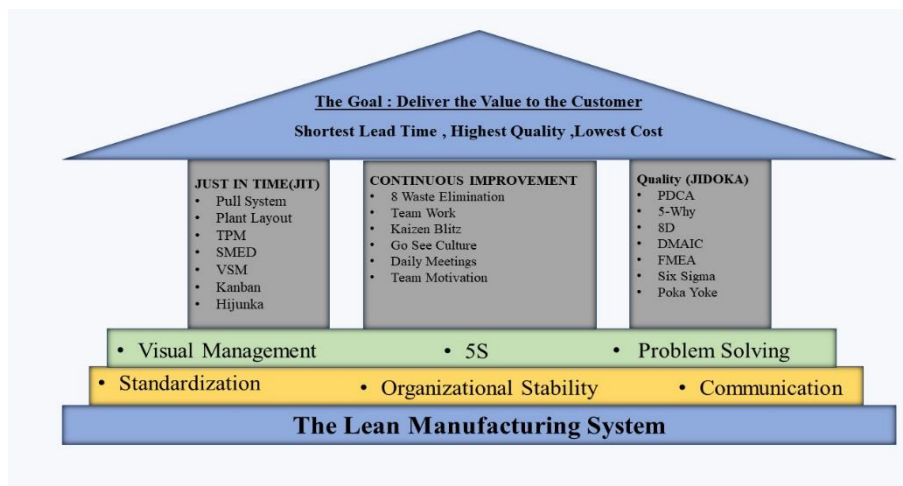 The Goal : Deliver the Value to the Customer
Shortest Lead Time , Highest Quality ,Lowest Cost
JUST IN TIME(JIT)
• Pull System
• Plant Layout
• TPM
• SMED
• VSM
• Kanban
• Hijunka
CONTINUOUS IMPROVEMENT
• 8 Waste Elimination
• Team Work
• Kaizen Blitz
• Go See Culture
• Daily Meetings
• Team Motivation
Quality (JIDOKA)
• PDCA
• 5-Why
• 8D
• DMAIC
• FMEA
• Six Sigma
• Poka Yoke
• Visual Management • 5S • Problem Solving
• Standardization • Organizational Stability • Communication
The Lean Manufacturing System